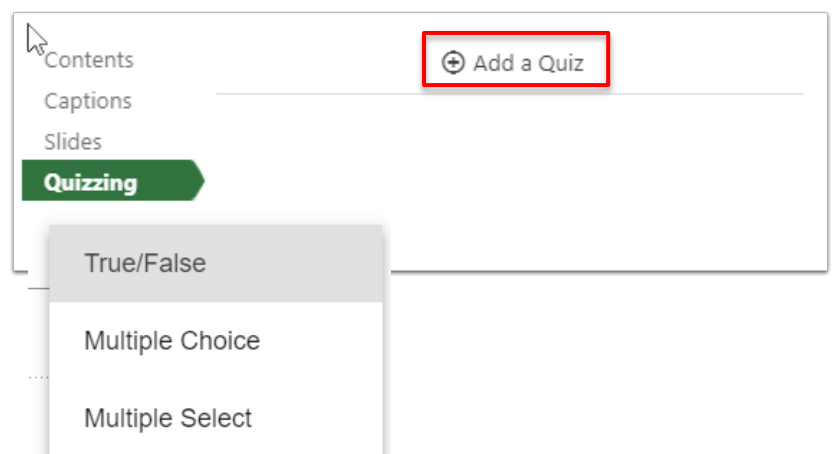 Contents
Add a Quiz
Captions
Slides
Quizzing
True/False
Multiple Choice
Multiple Select